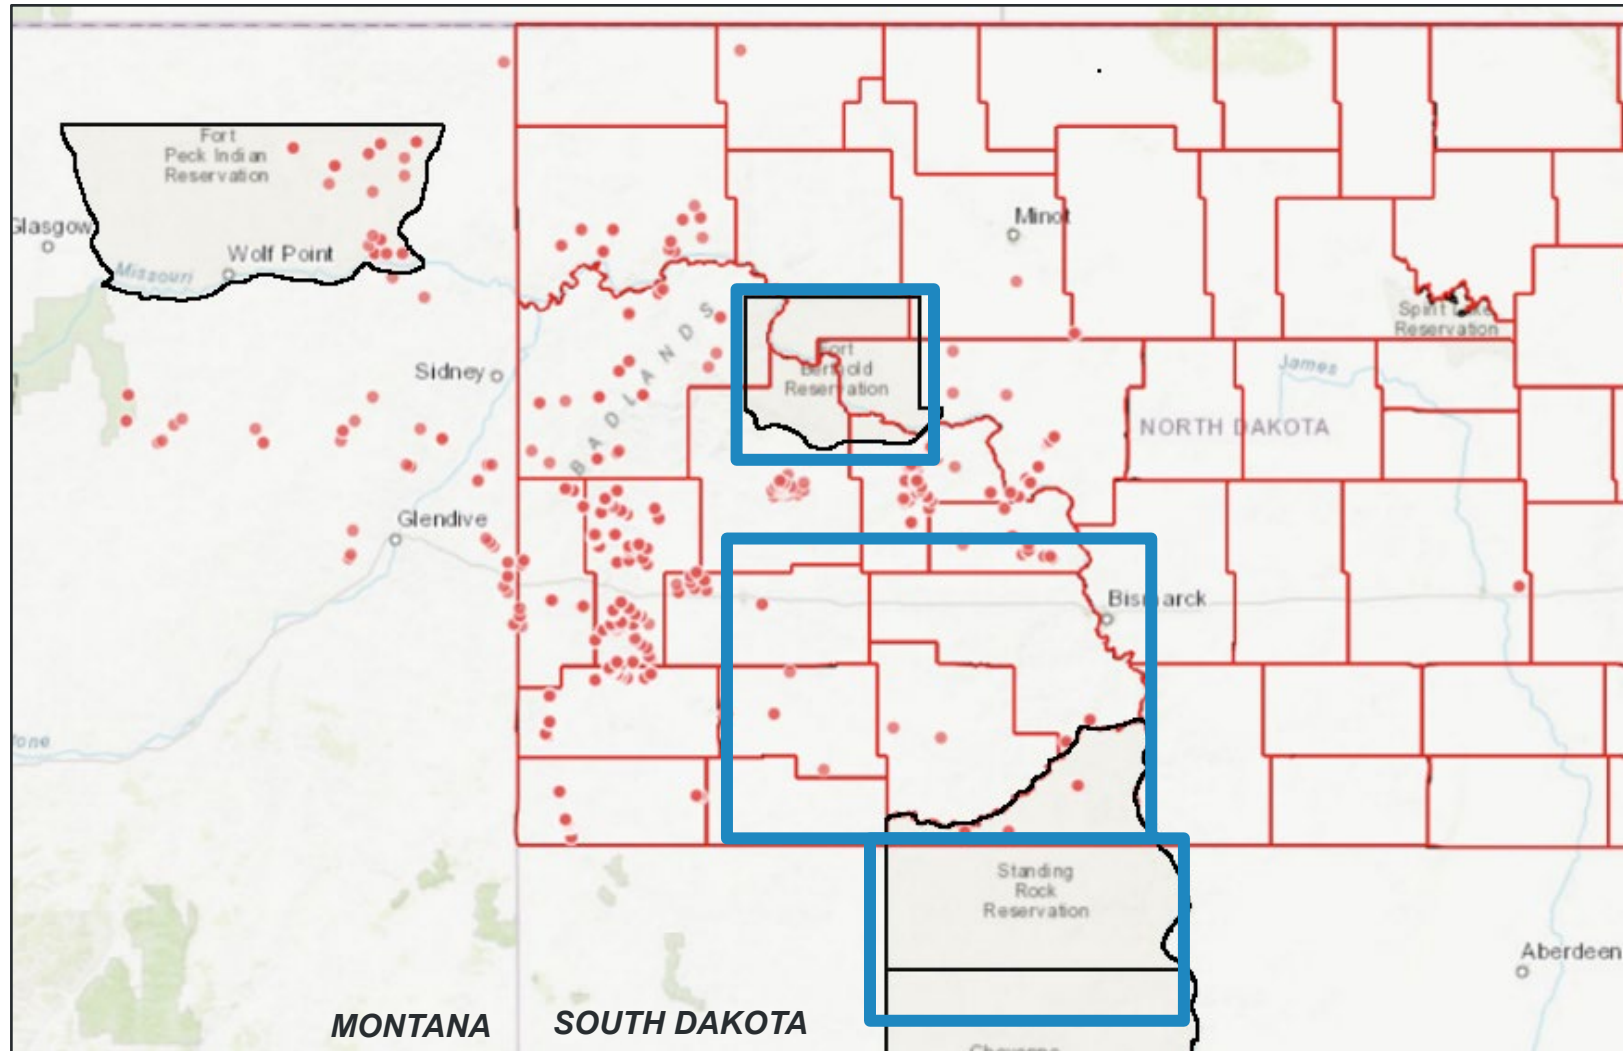 Fort
Peck Indian
Reservation
Glasgow
Wolf Point
Missouri
Minot
Spirit Lake
Reservation
Sidney
BADLANDS
Fort
Berthold
Reservation
James
NORTH DAKOTA
Glendive
Bismarck
Standing
Rock
Reservation
Aberdeen
MONTANA
SOUTH DAKOTA
Cheyenne